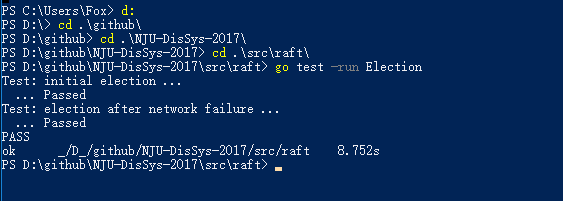 PS C:\Users\Fox> d:
PS D:\> cd .\github\
PS D:\github> cd .\NJU-DisSys-2017\
PS D:\github\NJU-DisSys-2017> cd .\src\raft\
PS D:\github\NJU-DisSys-2017\src\raft> go test -run Election
Test: initial election ...
  ... Passed
Test: election after network failure ...
  ... Passed
PASS
ok      _/D_/github/NJU-DisSys-2017/src/raft    8.752s
PS D:\github\NJU-DisSys-2017\src\raft>